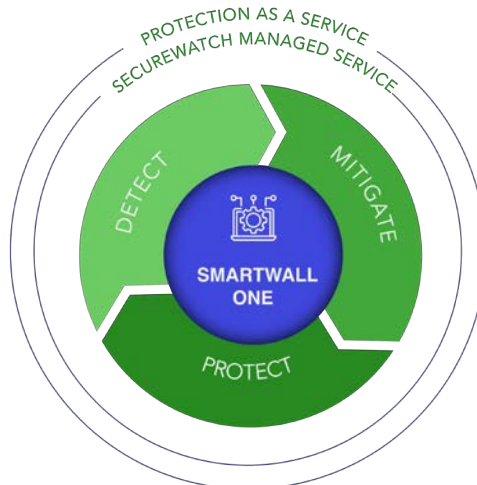 PROTECTION AS A SERVICE
SECUREWATCH MANAGED SERVICE
DETECT
MITIGATE
SMARTWALL
ONE
PROTECT